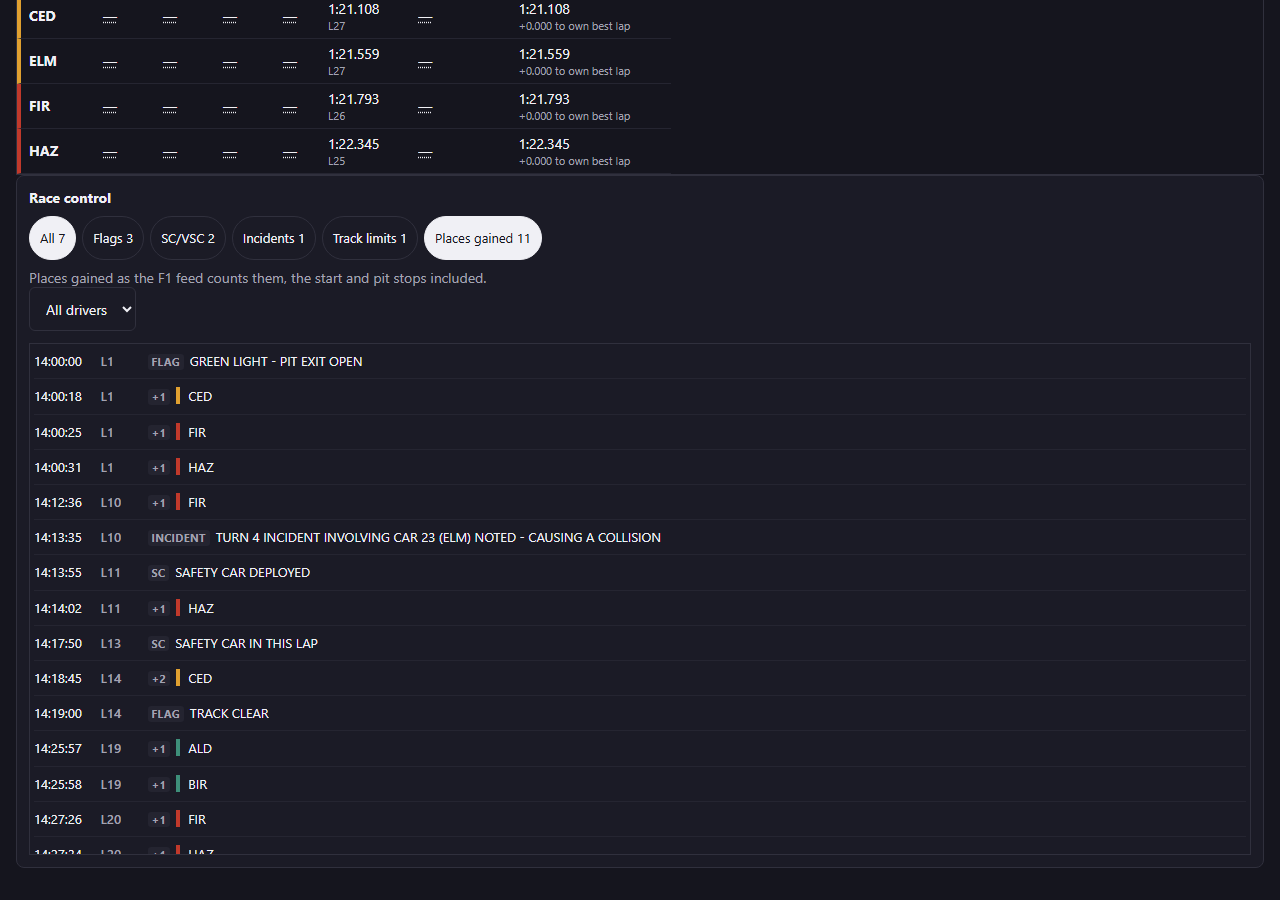 CED — — — — 1:21.108 — 1:21.108
L27 +0.000 to own best lap
ELM — — — — 1:21.559 — 1:21.559
L27 +0.000 to own best lap
FIR — — — — 1:21.793 — 1:21.793
L26 +0.000 to own best lap
HAZ — — — — 1:22.345 — 1:22.345
L25 +0.000 to own best lap
Race control
All 7 Flags 3 SC/VSC 2 Incidents 1 Track limits 1 Places gained 11
Places gained as the F1 feed counts them, the start and pit stops included.
All drivers
14:00:00 L1 FLAG GREEN LIGHT - PIT EXIT OPEN
14:00:18 L1 +1 CED
14:00:25 L1 +1 FIR
14:00:31 L1 +1 HAZ
14:12:36 L10 +1 FIR
14:13:35 L10 INCIDENT TURN 4 INCIDENT INVOLVING CAR 23 (ELM) NOTED - CAUSING A COLLISION
14:13:55 L11 SC SAFETY CAR DEPLOYED
14:14:02 L11 +1 HAZ
14:17:50 L13 SC SAFETY CAR IN THIS LAP
14:18:45 L14 +2 CED
14:19:00 L14 FLAG TRACK CLEAR
14:25:57 L19 +1 ALD
14:25:58 L19 +1 BIR
14:27:26 L20 +1 FIR
14:27:34 L20 +1 HAZ